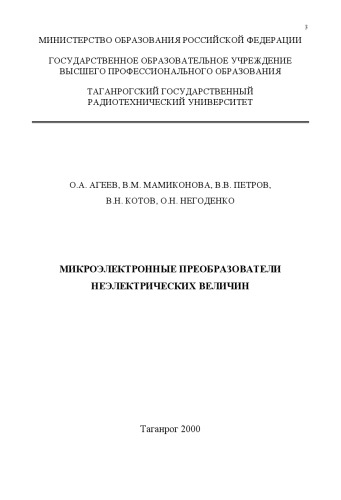 3
МИНИСТЕРСТВО ОБРАЗОВАНИЯ РОССИЙСКОЙ ФЕДЕРАЦИИ
ГОСУДАРСТВЕННОЕ ОБРАЗОВАТЕЛЬНОЕ УЧРЕЖДЕНИЕ
ВЫСШЕГО ПРОФЕССИОНАЛЬНОГО ОБРАЗОВАНИЯ
ТАГАНРОГСКИЙ ГОСУДАРСТВЕННЫЙ
РАДИОТЕХНИЧЕСКИЙ УНИВЕРСИТЕТ
О.А. АГЕЕВ, В.М. МАМИКОНОВА, В.В. ПЕТРОВ,
В.Н. КОТОВ, О.Н. НЕГОДЕНКО
МИКРОЭЛЕКТРОННЫЕ ПРЕОБРАЗОВАТЕЛИ
НЕЭЛЕКТРИЧЕСКИХ ВЕЛИЧИН
Таганрог 2000